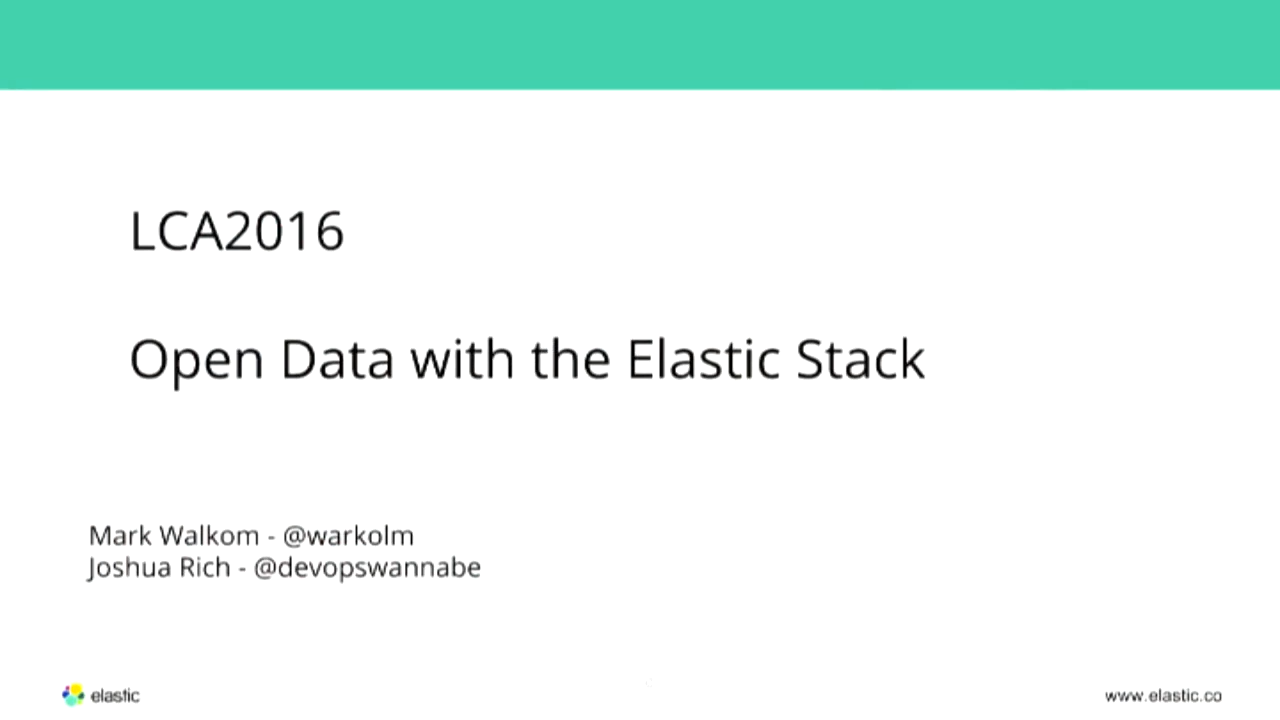 LCA2016
Open Data with the Elastic Stack
Mark Walkom - @warkolm
Joshua Rich - @devopswannabe
elastic
www.elastic.co